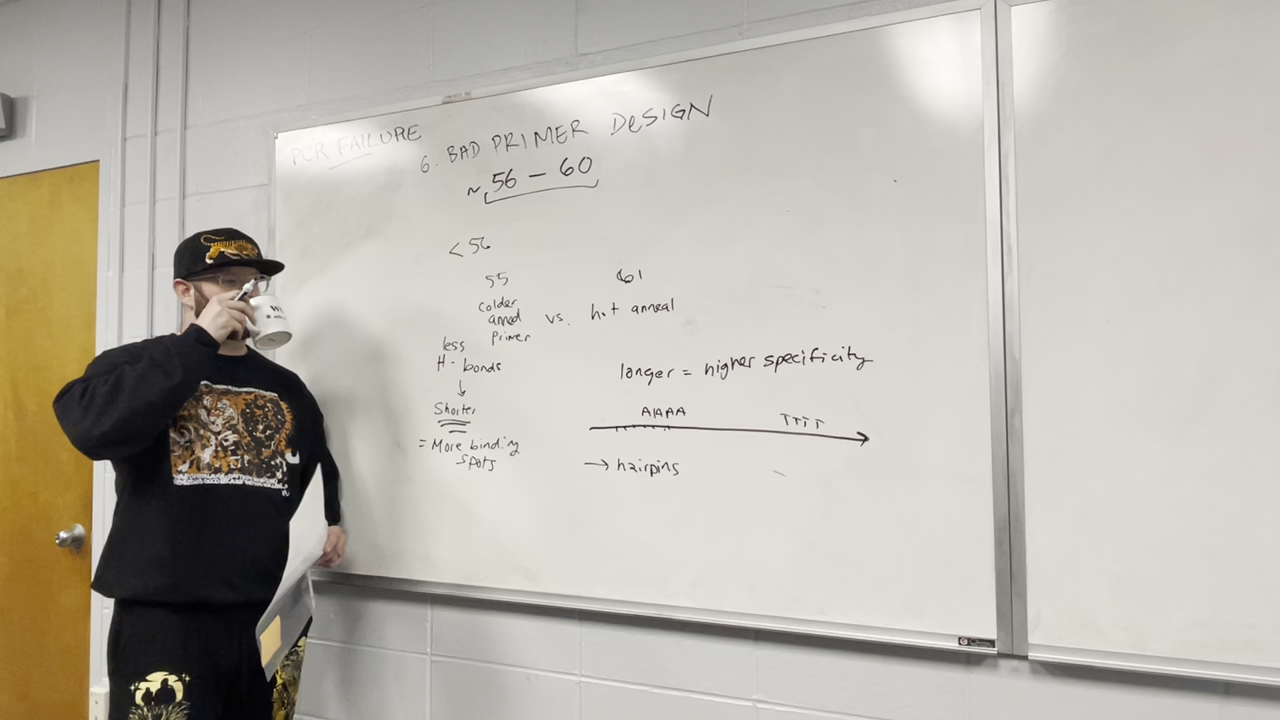 PCR FAILURE
6. BAD PRIMER DeSIGN
~ 56 - 60
< 56
55
61
colder
anneal
primer
vs.
hot anneal
less
H-bonds
↓
Shorter
= More binding
spots
longer = higher specificity
AAAA
TTTT
→ hairpins